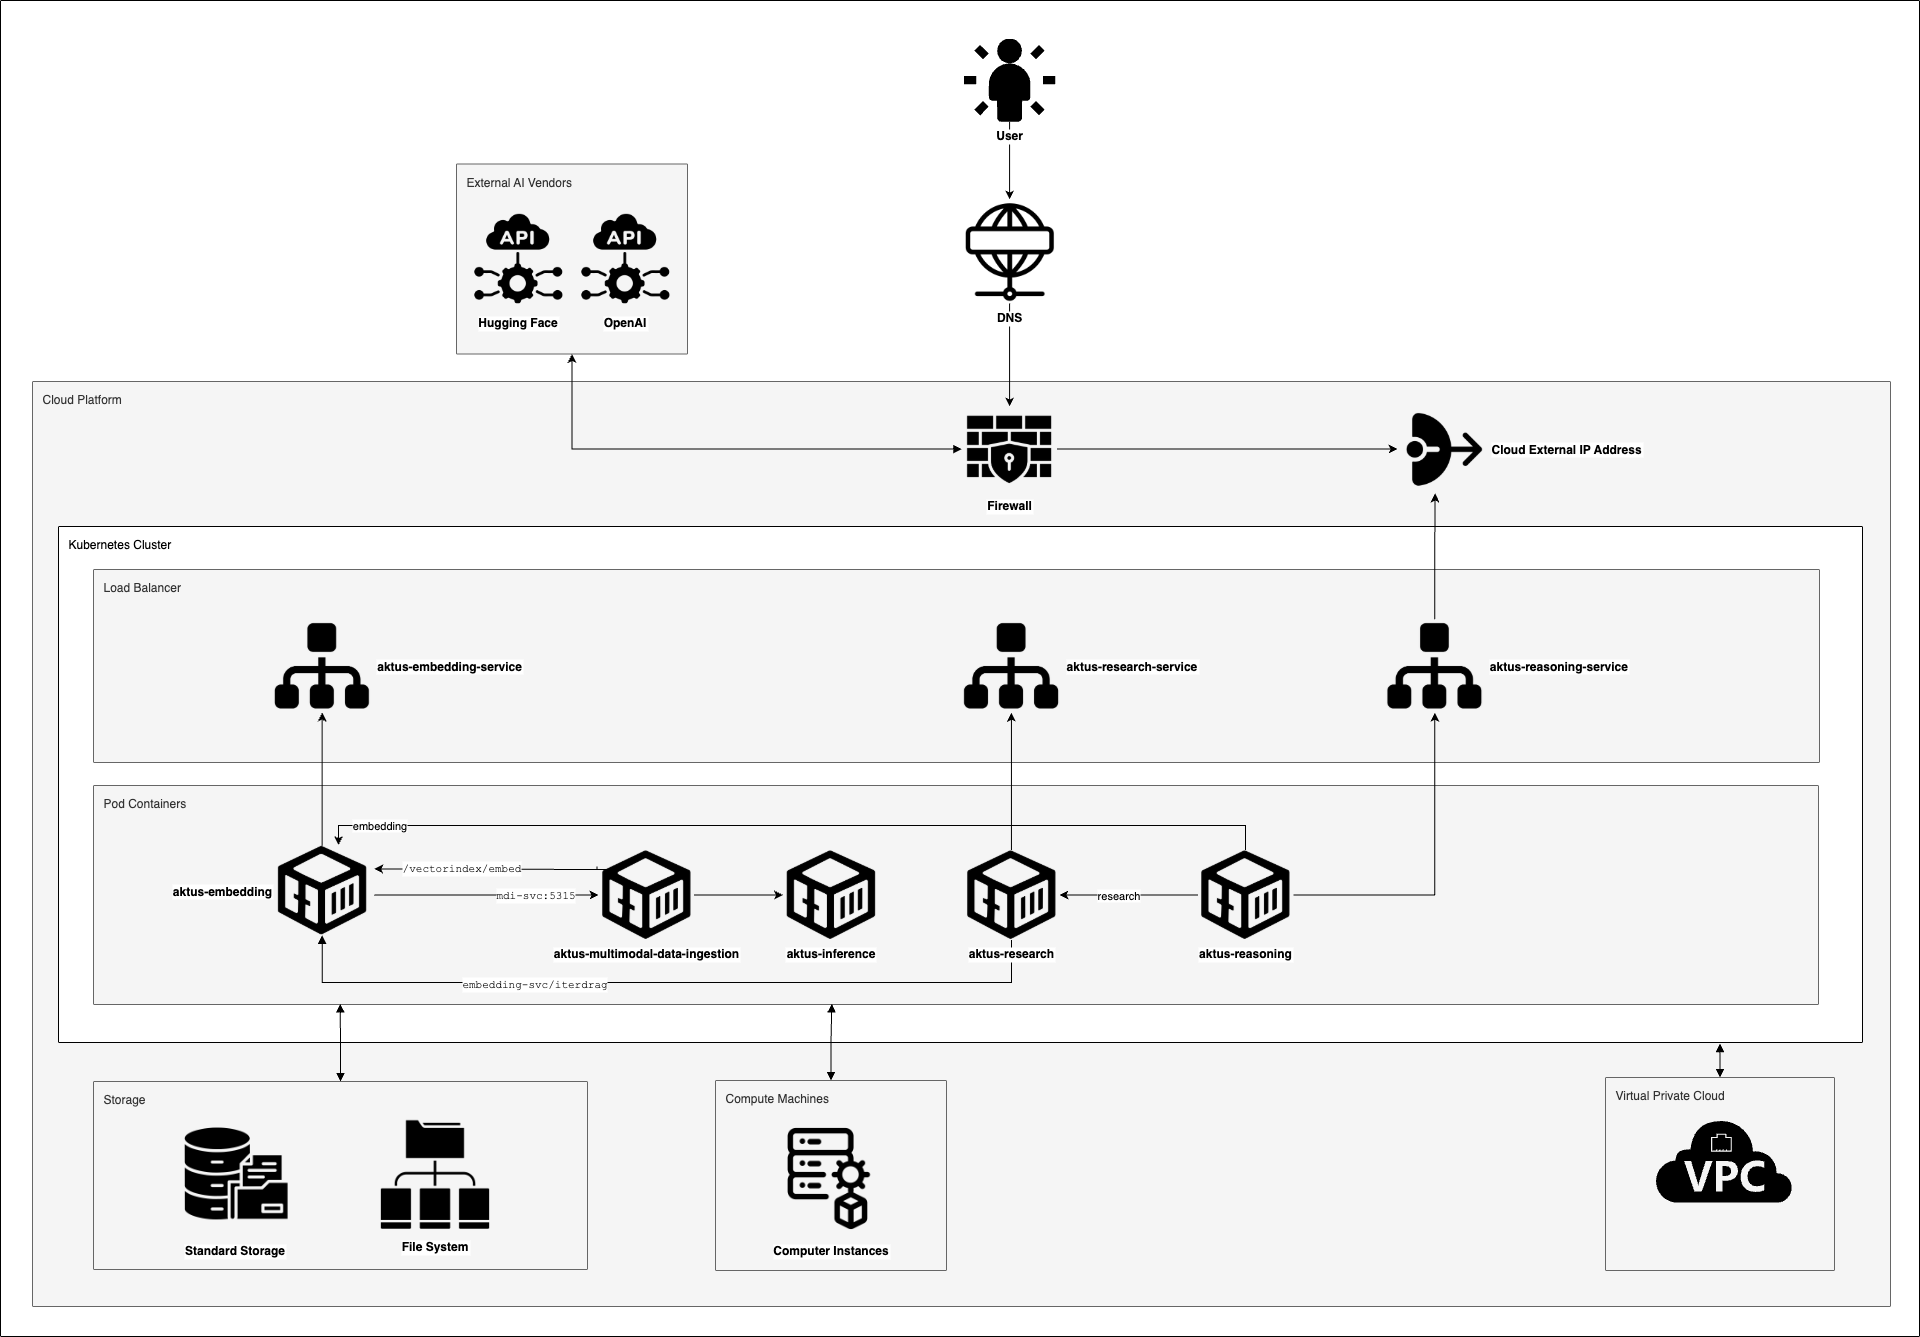 User
External AI Vendors
API
API
Hugging Face
OpenAI
DNS
Cloud Platform
Cloud External IP Address
Firewall
Kubernetes Cluster
Load Balancer
aktus-embedding-service
aktus-research-service
aktus-reasoning-service
Pod Containers
embedding
/vectorindex/embed
aktus-embedding
mdi-svc:5315
research
aktus-multimodal-data-ingestion
aktus-inference
aktus-research
aktus-reasoning
embedding-svc/iterdrag
Storage
Compute Machines
Virtual Private Cloud
VPC
Standard Storage
File System
Computer Instances